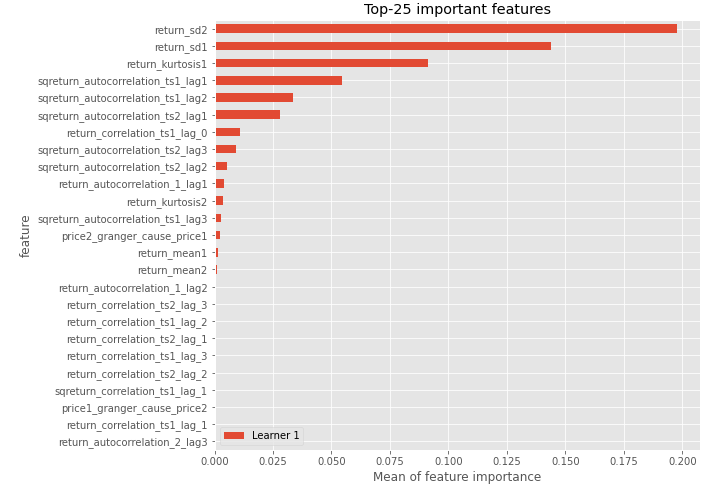 Top-25 important features
return_sd2
return_sd1
return_kurtosis1
sqreturn_autocorrelation_ts1_lag1
sqreturn_autocorrelation_ts1_lag2
sqreturn_autocorrelation_ts2_lag1
return_correlation_ts1_lag_0
sqreturn_autocorrelation_ts2_lag3
sqreturn_autocorrelation_ts2_lag2
return_autocorrelation_1_lag1
return_kurtosis2
sqreturn_autocorrelation_ts1_lag3
price2_granger_cause_price1
return_mean1
return_mean2
return_autocorrelation_1_lag2
return_correlation_ts2_lag_3
return_correlation_ts1_lag_2
return_correlation_ts2_lag_1
return_correlation_ts1_lag_3
return_correlation_ts2_lag_2
sqreturn_correlation_ts1_lag_1
price1_granger_cause_price2
return_correlation_ts1_lag_1
return_autocorrelation_2_lag3
feature
Learner 1
0.000 0.025 0.050 0.075 0.100 0.125 0.150 0.175 0.200
Mean of feature importance